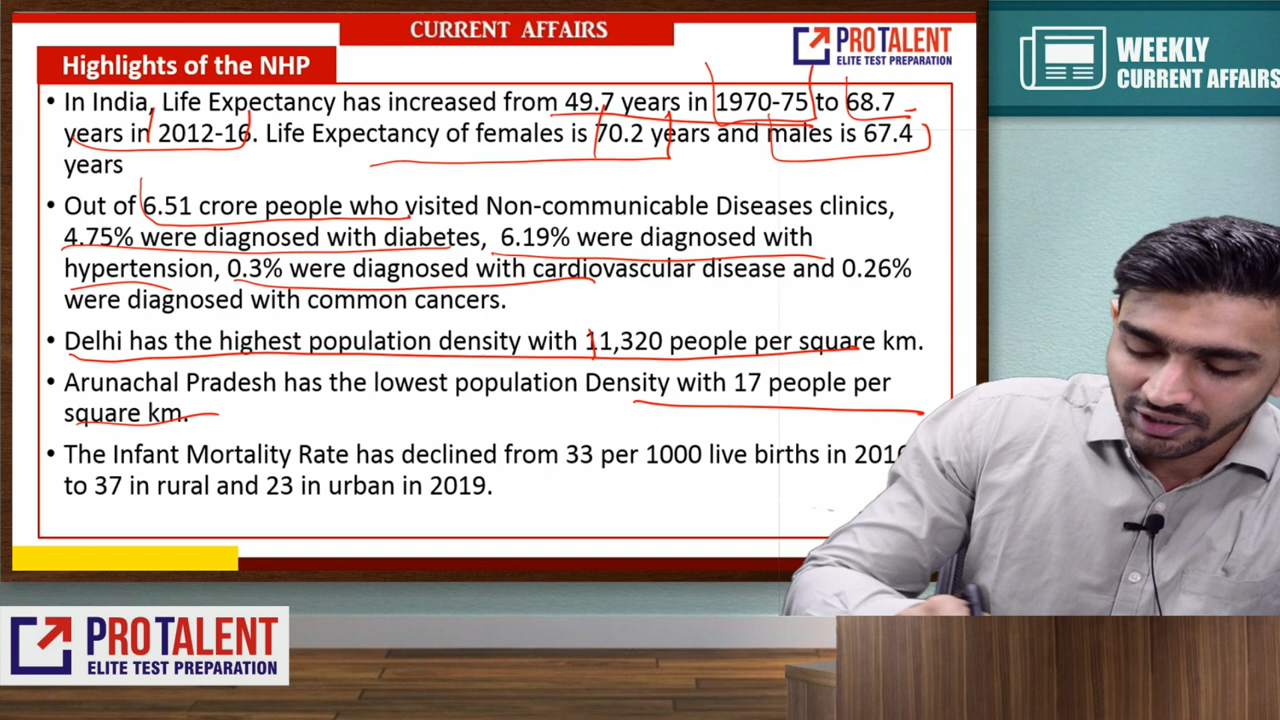 CURRENT AFFAIRS
PROTALENT
ELITE TEST PREPARATION
WEEKLY
CURRENT AFFAIRS
Highlights of the NHP
• In India, Life Expectancy has increased from 49.7 years in 1970-75 to 68.7
years in 2012-16. Life Expectancy of females is 70.2 years and males is 67.4
years
• Out of 6.51 crore people who visited Non-communicable Diseases clinics,
4.75% were diagnosed with diabetes, 6.19% were diagnosed with
hypertension, 0.3% were diagnosed with cardiovascular disease and 0.26%
were diagnosed with common cancers.
• Delhi has the highest population density with 11,320 people per square km.
• Arunachal Pradesh has the lowest population Density with 17 people per
square km.
• The Infant Mortality Rate has declined from 33 per 1000 live births in
to 37 in rural and 23 in urban in 2019.
PROTALENT
ELITE TEST PREPARATION